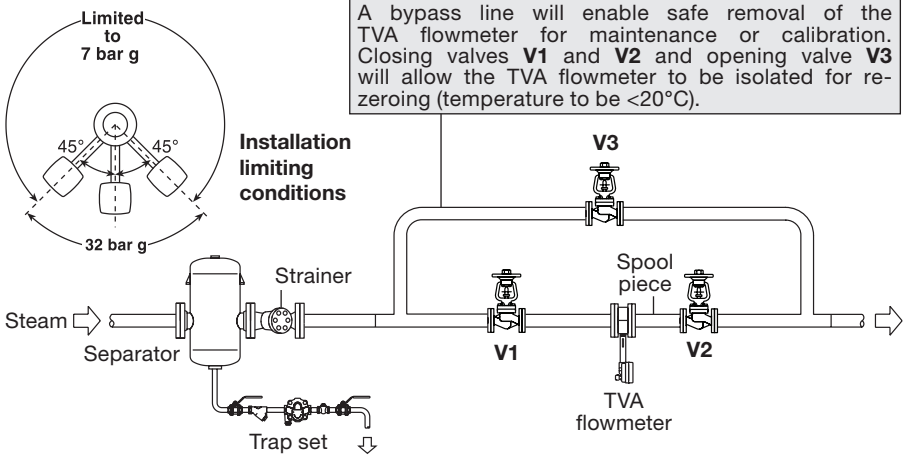 Limited
to
7 bar g
45°
45°
32 bar g
Installation
limiting
conditions
A bypass line will enable safe removal of the
TVA flowmeter for maintenance or calibration.
Closing valves V1 and V2 and opening valve V3
will allow the TVA flowmeter to be isolated for re-
zeroing (temperature to be <20°C).
V3
Strainer
Spool
piece
Steam
Separator
V1
V2
TVA
flowmeter
Trap set